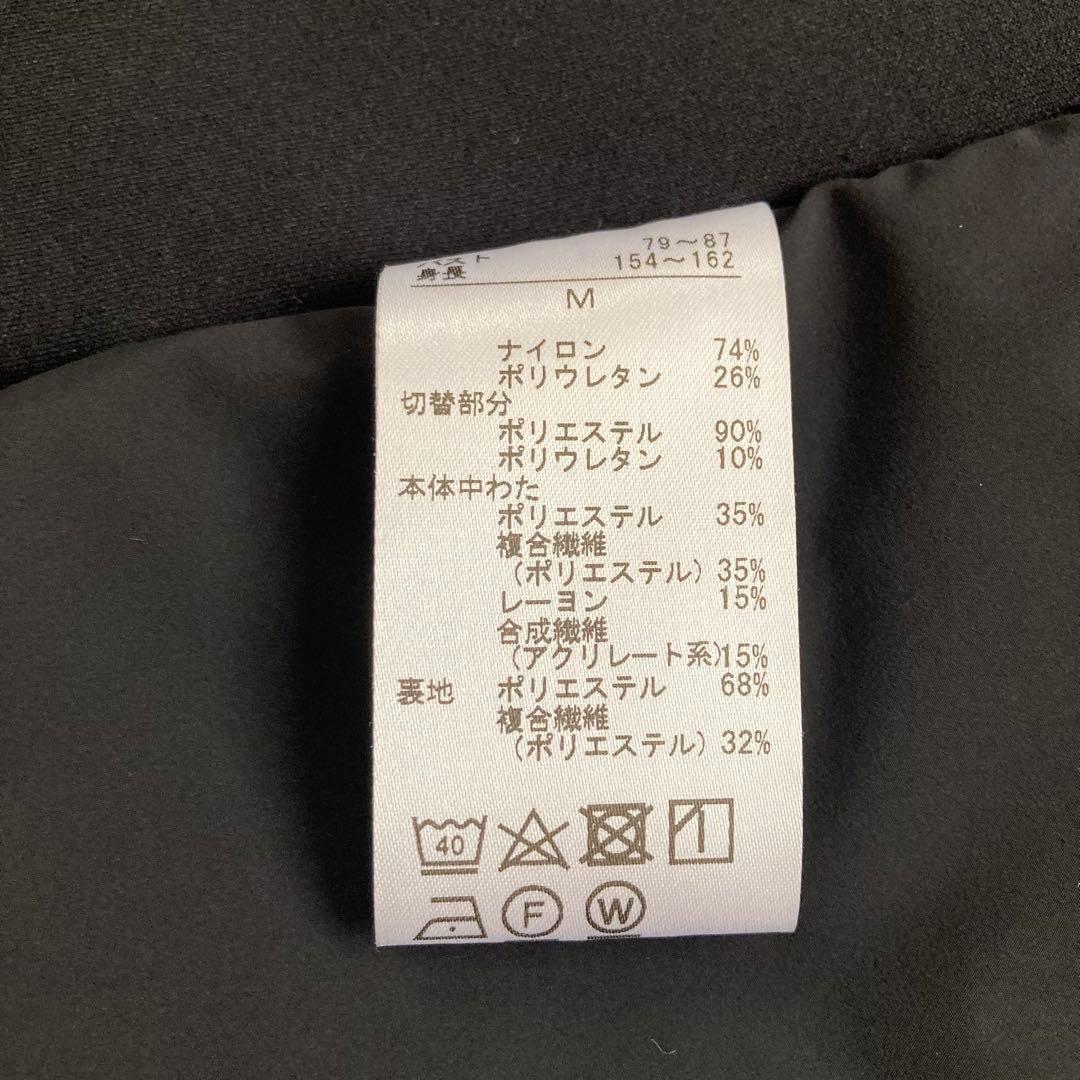 バスト 79～87
身長 154～162
M
ナイロン 74%
ポリウレタン 26%
切替部分
ポリエステル 90%
ポリウレタン 10%
本体中わた
ポリエステル 35%
複合繊維
(ポリエステル) 35%
レーヨン 15%
合成繊維
(アクリレート系)15%
裏地 ポリエステル 68%
複合繊維
(ポリエステル) 32%
40
F W